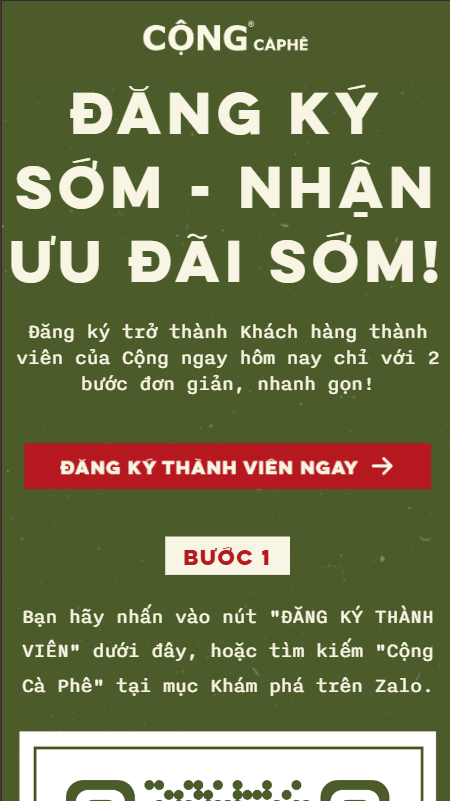 CỘNG® CÀPHÊ
ĐĂNG KÝ
SỚM - NHẬN
ƯU ĐÃI SỚM!
Đăng ký trở thành Khách hàng thành
viên của Cộng ngay hôm nay chỉ với 2
bước đơn giản, nhanh gọn!
ĐĂNG KÝ THÀNH VIÊN NGAY →
BƯỚC 1
Bạn hãy nhấn vào nút "ĐĂNG KÝ THÀNH
VIÊN" dưới đây, hoặc tìm kiếm "Cộng
Cà Phê" tại mục Khám phá trên Zalo.